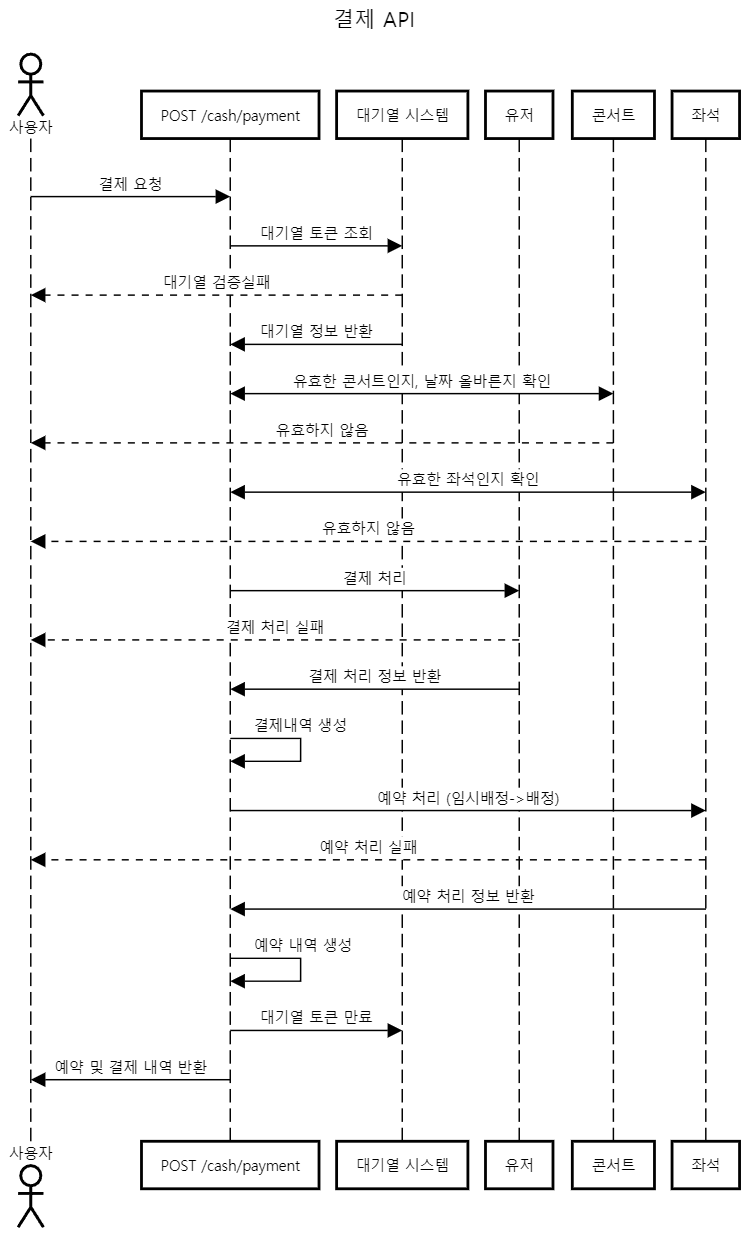 결제 API
사용자
POST /cash/payment
대기열 시스템
유저
콘서트
좌석
결제 요청
대기열 토큰 조회
대기열 검증실패
대기열 정보 반환
유효한 콘서트인지, 날짜 올바른지 확인
유효하지 않음
유효한 좌석인지 확인
유효하지 않음
결제 처리
결제 처리 실패
결제 처리 정보 반환
결제내역 생성
예약 처리 (임시배정->배정)
예약 처리 실패
예약 처리 정보 반환
예약 내역 생성
대기열 토큰 만료
예약 및 결제 내역 반환
사용자
POST /cash/payment
대기열 시스템
유저
콘서트
좌석